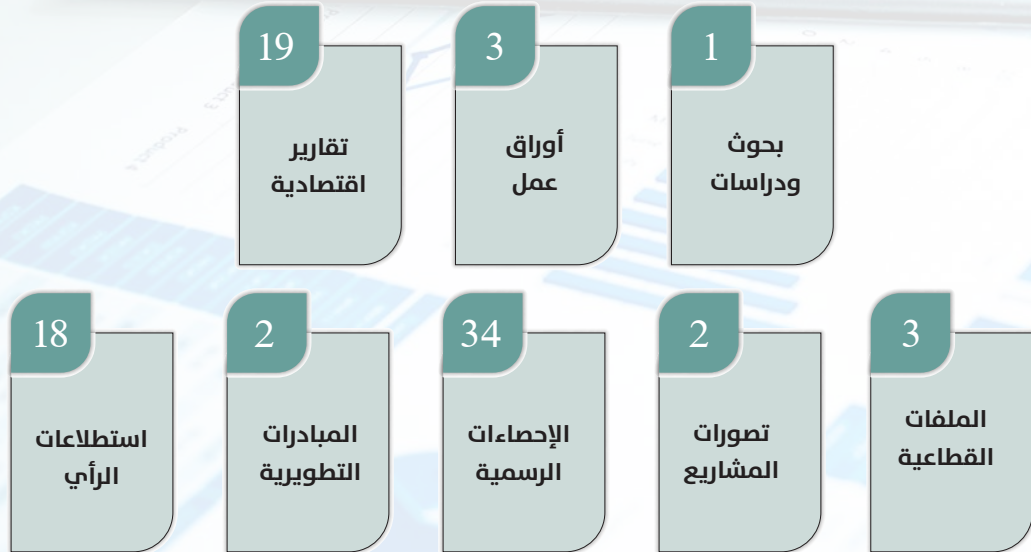 1
بحوث
ودراسات
3
أوراق
عمل
19
تقارير
اقتصادية
3
الملفات
القطاعية
2
تصورات
المشاريع
34
الإحصاءات
الرسمية
2
المبادرات
التطويرية
18
استطلاعات
الرأي